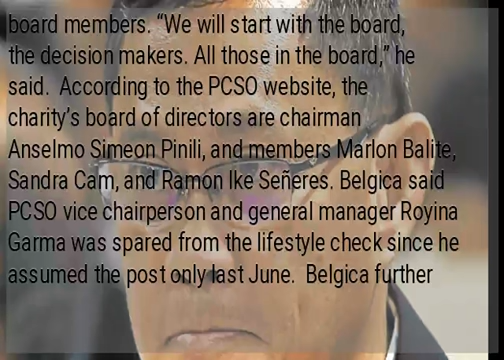 board members. “We will start with the board,
the decision makers. All those in the board,” he
said.  According to the PCSO website, the
charity’s board of directors are chairman
Anselmo Simeon Pinili, and members Marlon Balite,
Sandra Cam, and Ramon Ike Señeres. Belgica said
PCSO vice chairperson and general manager Royina
Garma was spared from the lifestyle check since he
assumed the post only last June.  Belgica further